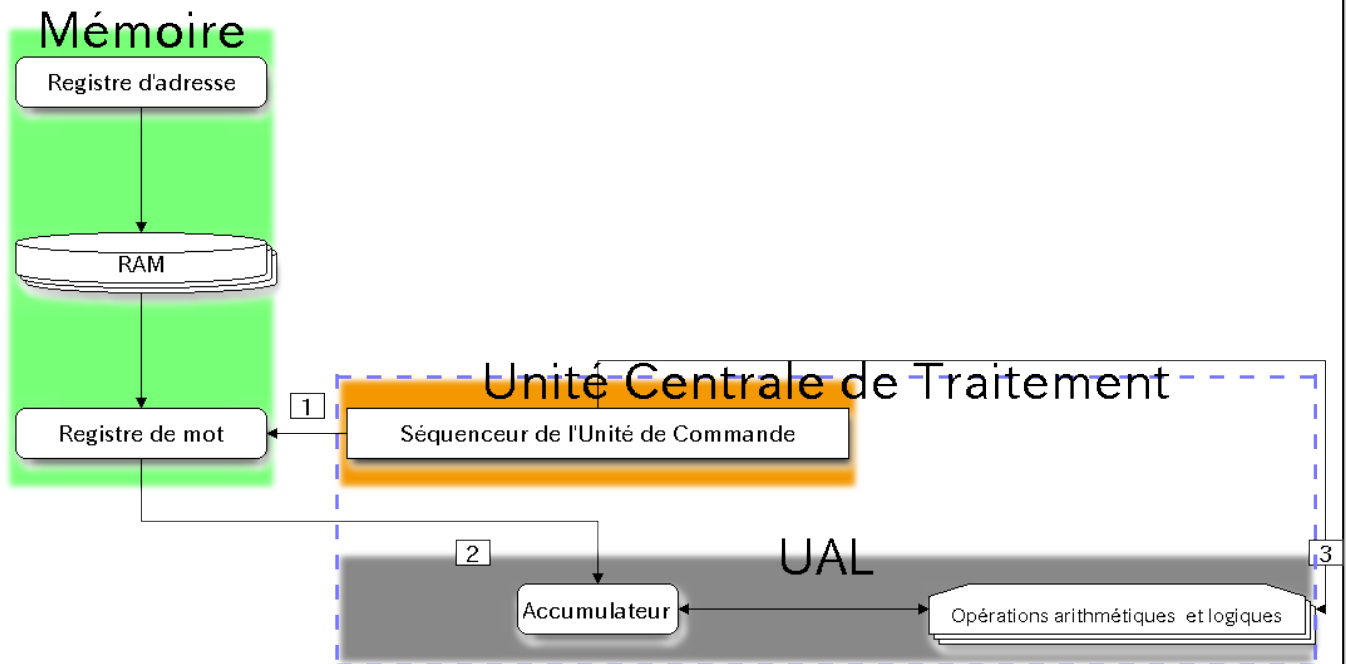 Mémoire
Registre d'adresse
RAM
Unité Centrale de Traitement
1
Registre de mot
Séquenceur de l'Unité de Commande
2
UAL
3
Accumulateur
Opérations arithmétiques et logiques